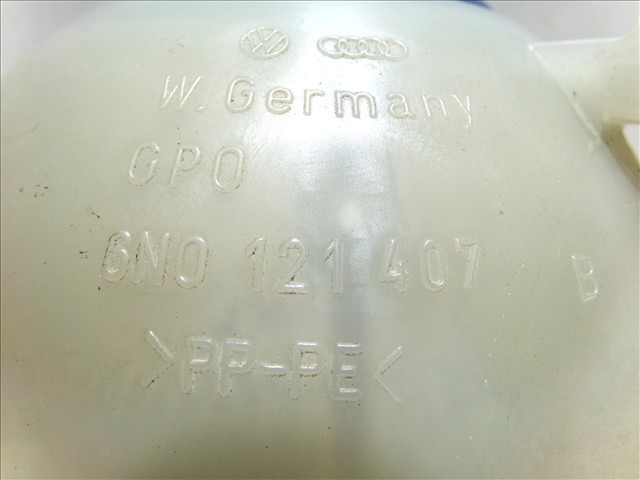 W. Germany
GPO
6N0 121 407 B
>PP-PE<